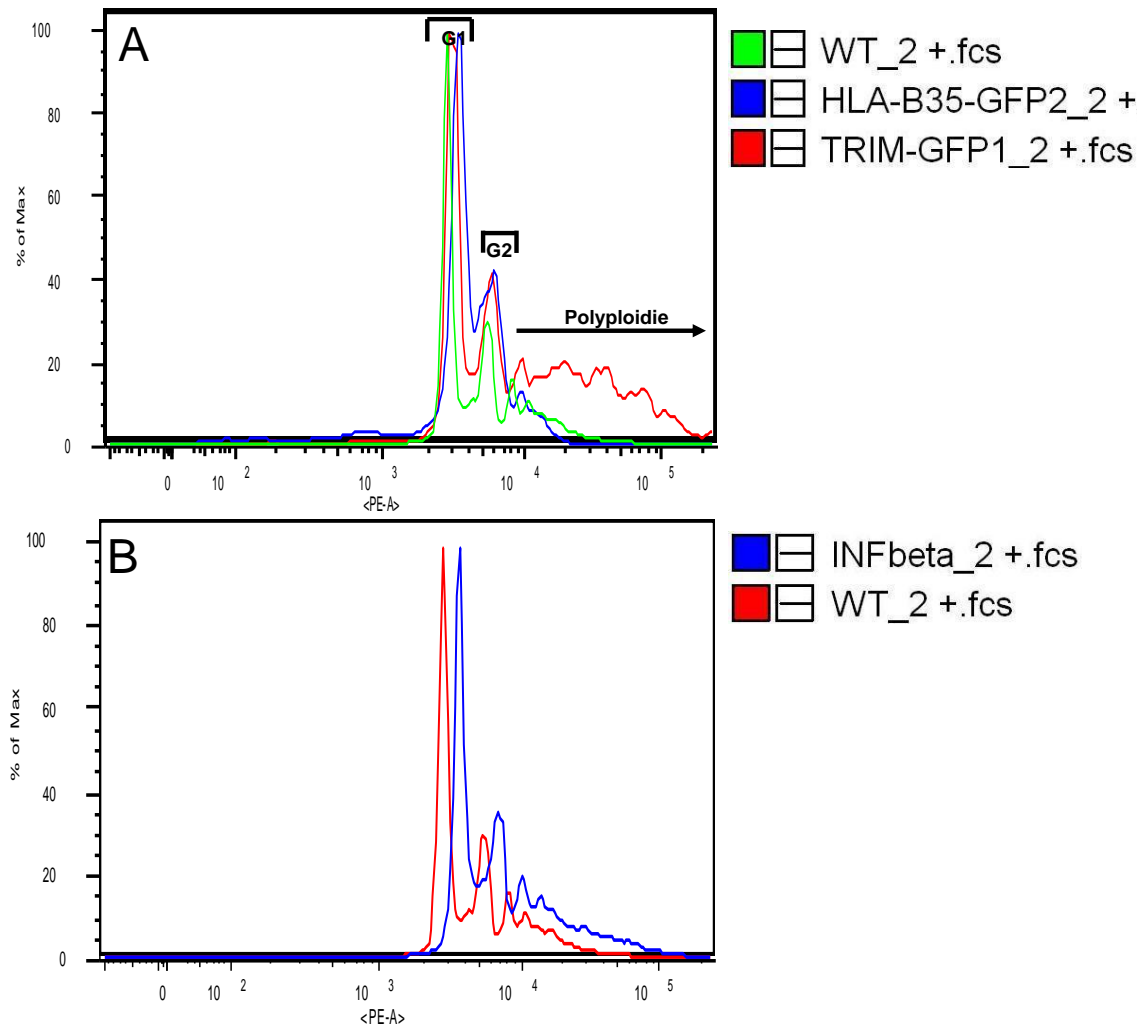 A
G1
G2
Polyploidie
100
80
60
40
20
0
% of Max
0 10 2 10 3 10 4 10 5
<PE-A>
WT_2 +.fcs
HLA-B35-GFP2_2 +
TRIM-GFP1_2 +.fcs
B
100
80
60
40
20
0
% of Max
0 10 2 10 3 10 4 10 5
<PE-A>
INFbeta_2 +.fcs
WT_2 +.fcs